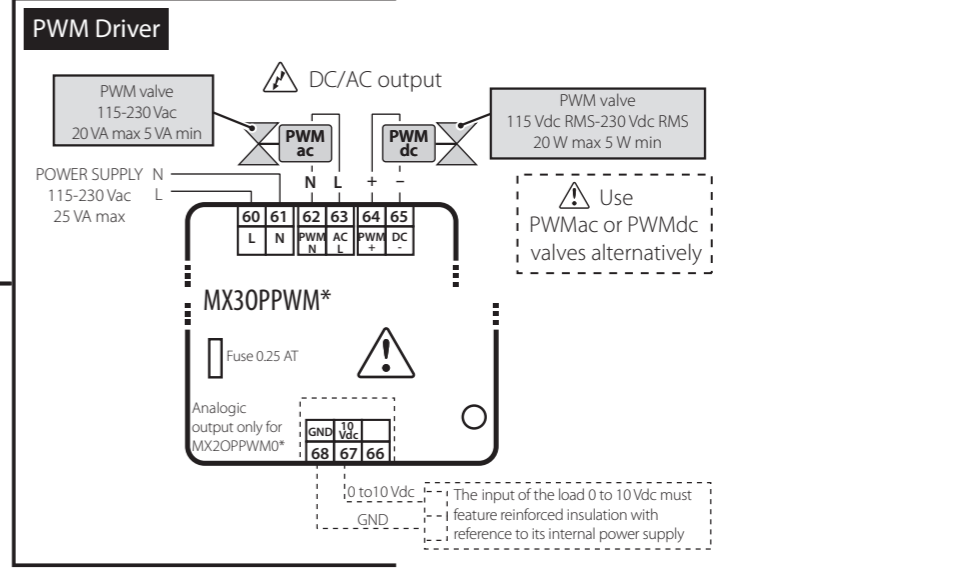 PWM Driver
DC/AC output
PWM valve
115-230 Vac
20 VA max 5 VA min
PWM
ac
PWM
dc
PWM valve
115 Vdc RMS-230 Vdc RMS
20 W max 5 W min
POWER SUPPLY N
115-230 Vac L
25 VA max
N L + -
Use
PWMac or PWMdc
valves alternatively
60 61 62 63 64 65
L N PWM N AC L PWM + DC -
MX3OPPWM*
Fuse 0.25 AT
Analogic
output only for
MX2OPPWM0*
GND 10 Vdc
68 67 66
0 to10 Vdc
GND
The input of the load 0 to 10 Vdc must
feature reinforced insulation with
reference to its internal power supply